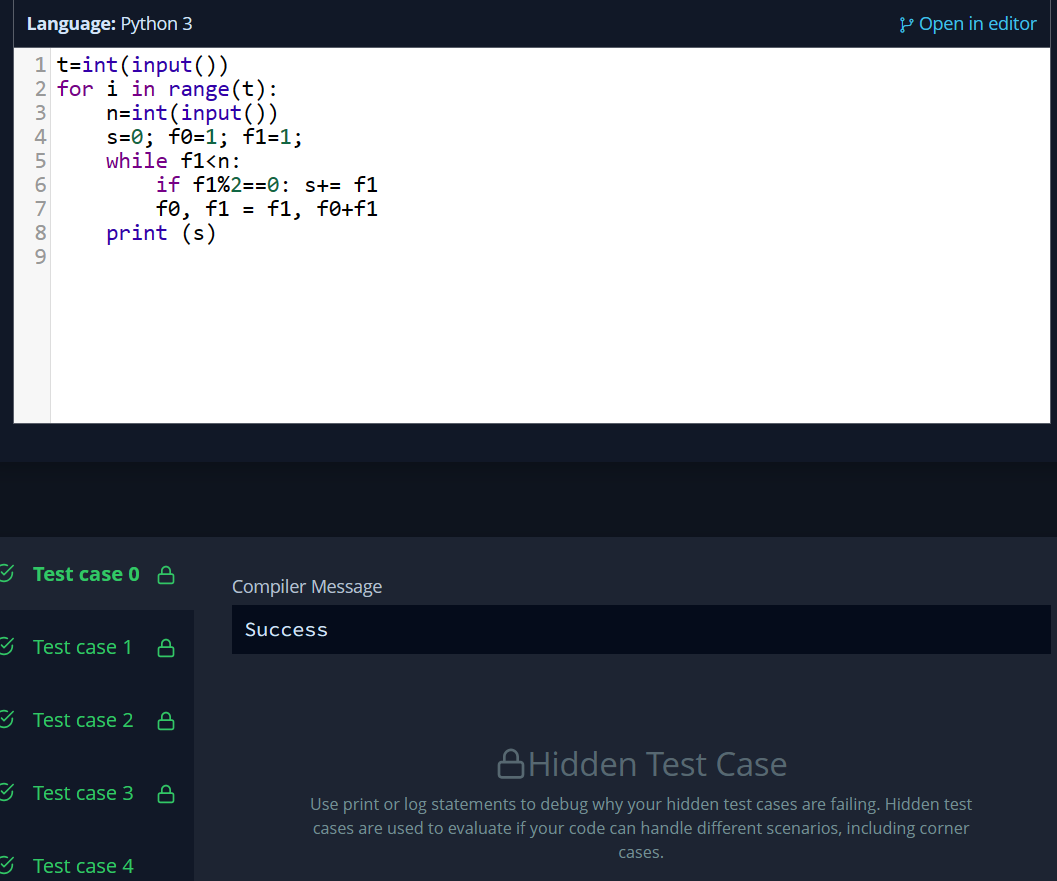 Language: Python 3
Open in editor
1 t=int(input())
2 for i in range(t):
3     n=int(input())
4     s=0; f0=1; f1=1;
5     while f1<n:
6         if f1%2==0: s+= f1
7         f0, f1 = f1, f0+f1
8     print (s)
9
Test case 0
Test case 1
Test case 2
Test case 3
Test case 4
Compiler Message
Success
Hidden Test Case
Use print or log statements to debug why your hidden test cases are failing. Hidden test
cases are used to evaluate if your code can handle different scenarios, including corner
cases.